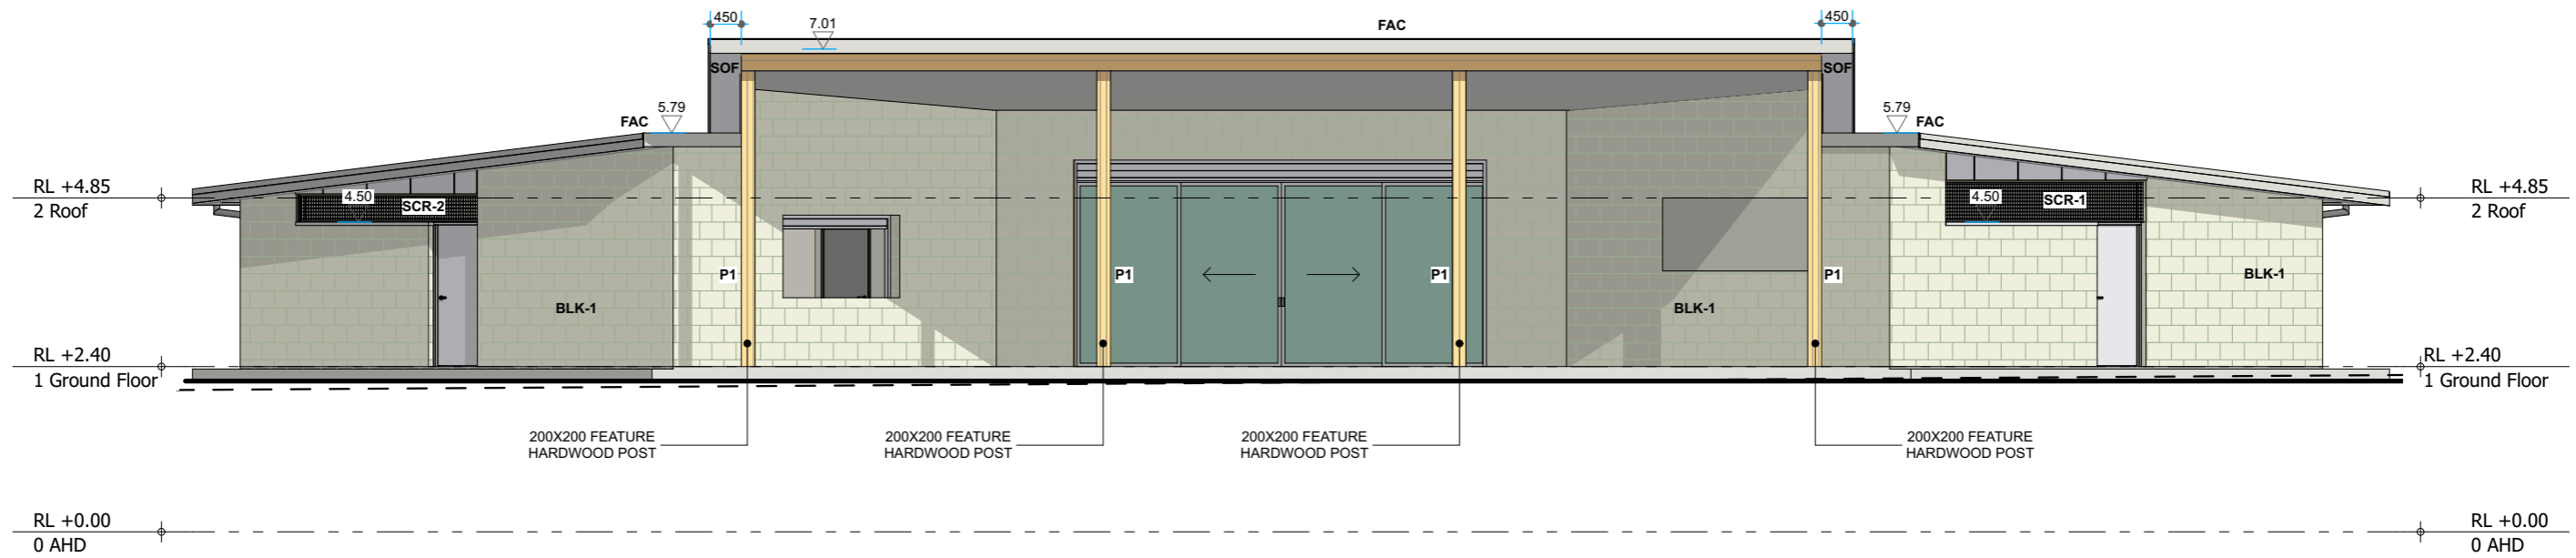 450
7.01
FAC
450
SOF
SOF
5.79
FAC
5.79
FAC
RL +4.85
2 Roof
4.50
SCR-2
4.50
SCR-1
RL +4.85
2 Roof
P1
P1
P1
P1
BLK-1
BLK-1
BLK-1
RL +2.40
1 Ground Floor
RL +2.40
1 Ground Floor
200X200 FEATURE
HARDWOOD POST
200X200 FEATURE
HARDWOOD POST
200X200 FEATURE
HARDWOOD POST
200X200 FEATURE
HARDWOOD POST
RL +0.00
0 AHD
RL +0.00
0 AHD